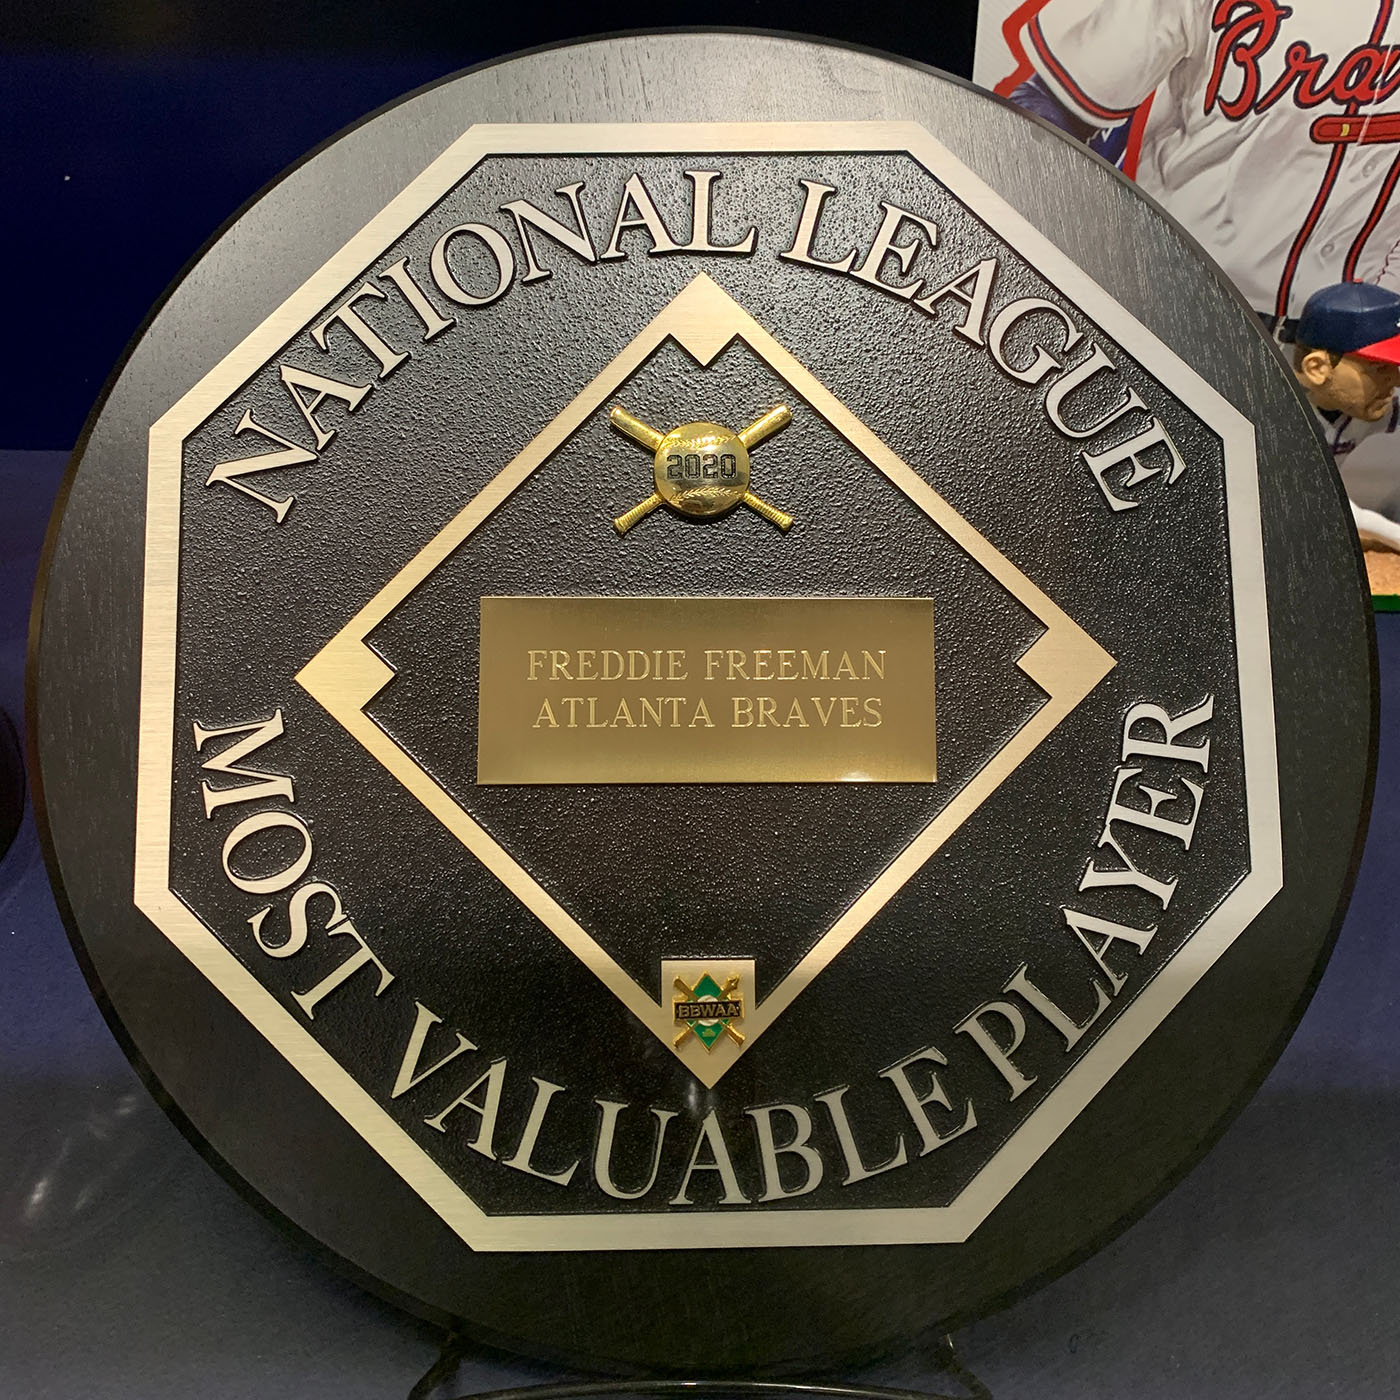 NATIONAL LEAGUE
2020
FREDDIE FREEMAN
ATLANTA BRAVES
BBWAA
MOST VALUABLE PLAYER